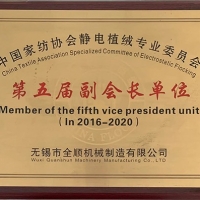 中国家纺协会静电植绒专业委员会
China Textile Association Specialized Committee of Electrostatic Flocking
第五届副会长单位
Member of the fifth vice president unit
(In 2016-2020)
无锡市全顺机械制造有限公司
Wuxi Quanshun Machinery Manufacturing Co., LTD